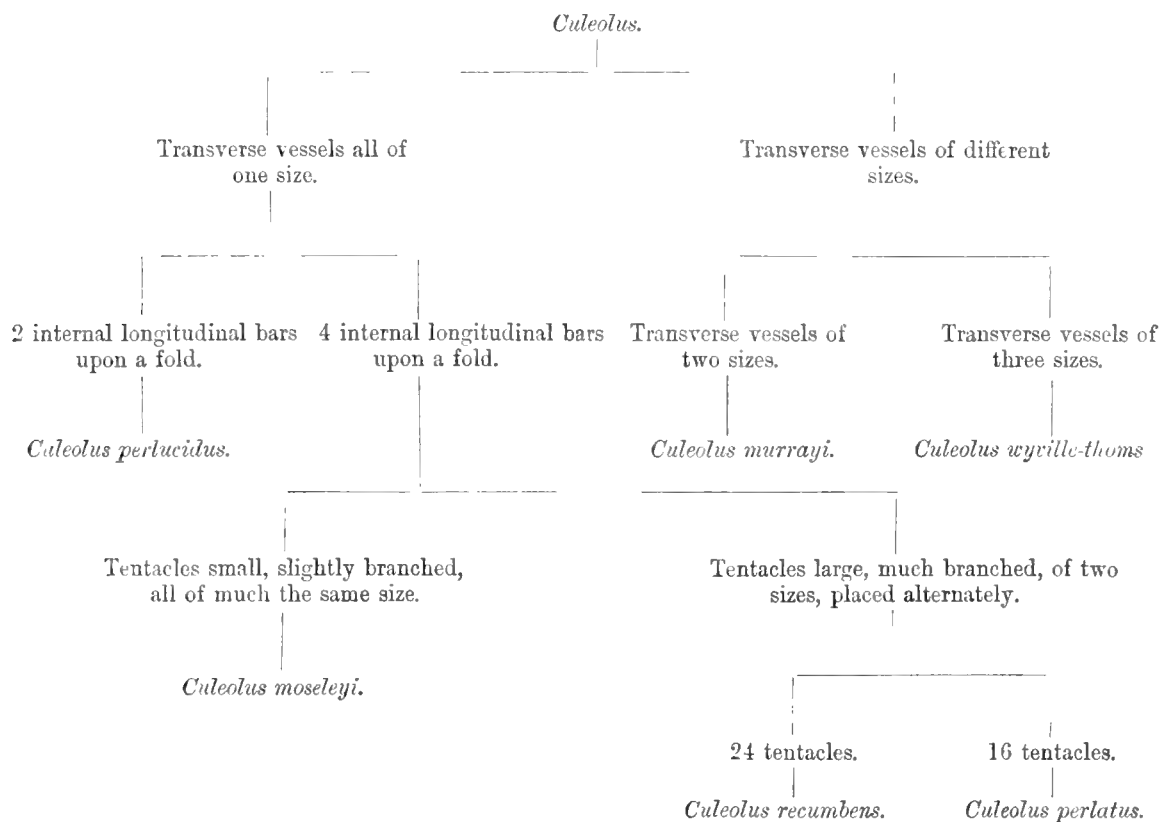 Culeolus.
Transverse vessels all of
one size.
Transverse vessels of different
sizes.
2 internal longitudinal bars
upon a fold.
4 internal longitudinal bars
upon a fold.
Transverse vessels of
two sizes.
Transverse vessels of
three sizes.
Culeolus perlucidus.
Culeolus murrayi.
Culeolus wyville-thoms
Tentacles small, slightly branched,
all of much the same size.
Tentacles large, much branched, of two
sizes, placed alternately.
Culeolus moseleyi.
24 tentacles.
16 tentacles.
Culeolus recumbens.
Culeolus perlatus.